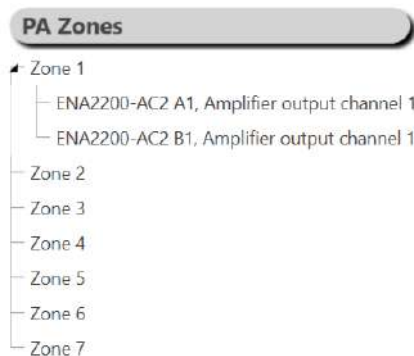 PA Zones
Zone 1
ENA2200-AC2 A1, Amplifier output channel 1
ENA2200-AC2 B1, Amplifier output channel 1
Zone 2
Zone 3
Zone 4
Zone 5
Zone 6
Zone 7